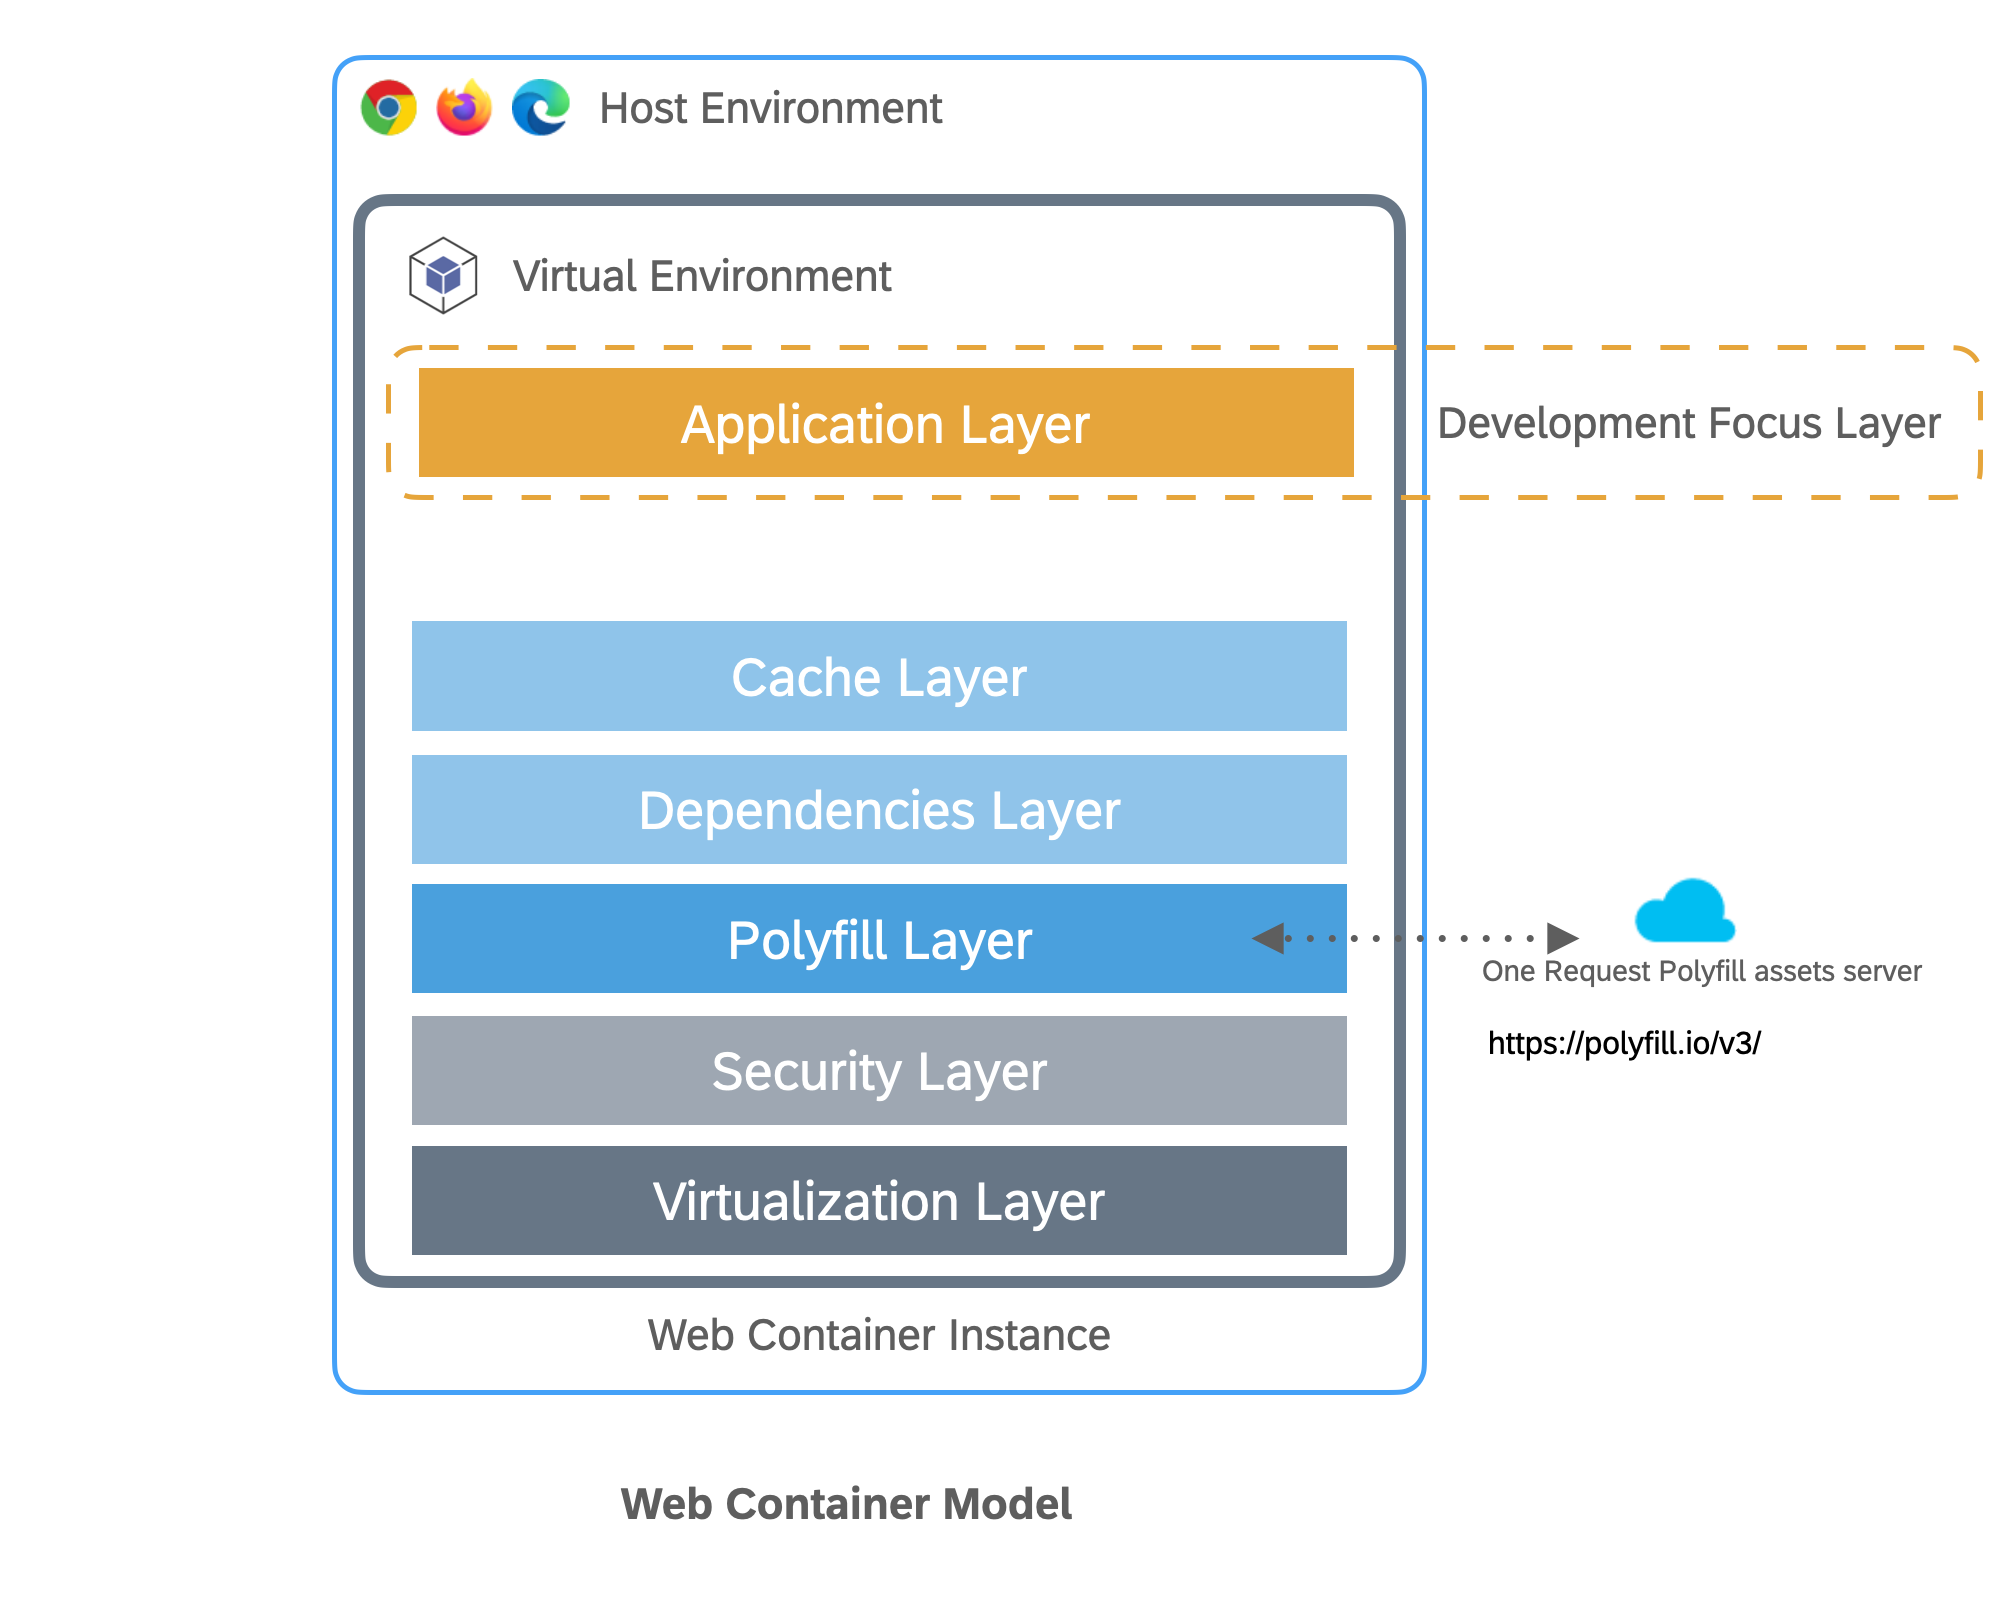 Host Environment
Virtual Environment
Application Layer
Development Focus Layer
Cache Layer
Dependencies Layer
Polyfill Layer
One Request Polyfill assets server
https://polyfill.io/v3/
Security Layer
Virtualization Layer
Web Container Instance
Web Container Model